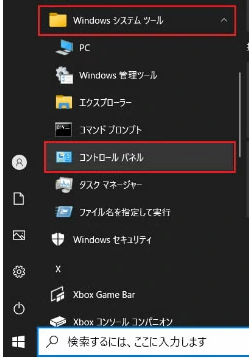 Windows システム ツール
PC
Windows 管理ツール
エクスプローラー
コマンド プロンプト
コントロール パネル
タスク マネージャー
ファイル名を指定して実行
Windows セキュリティ
X
Xbox Game Bar
Xbox コンソール コンパニオン
検索するには、ここに入力します